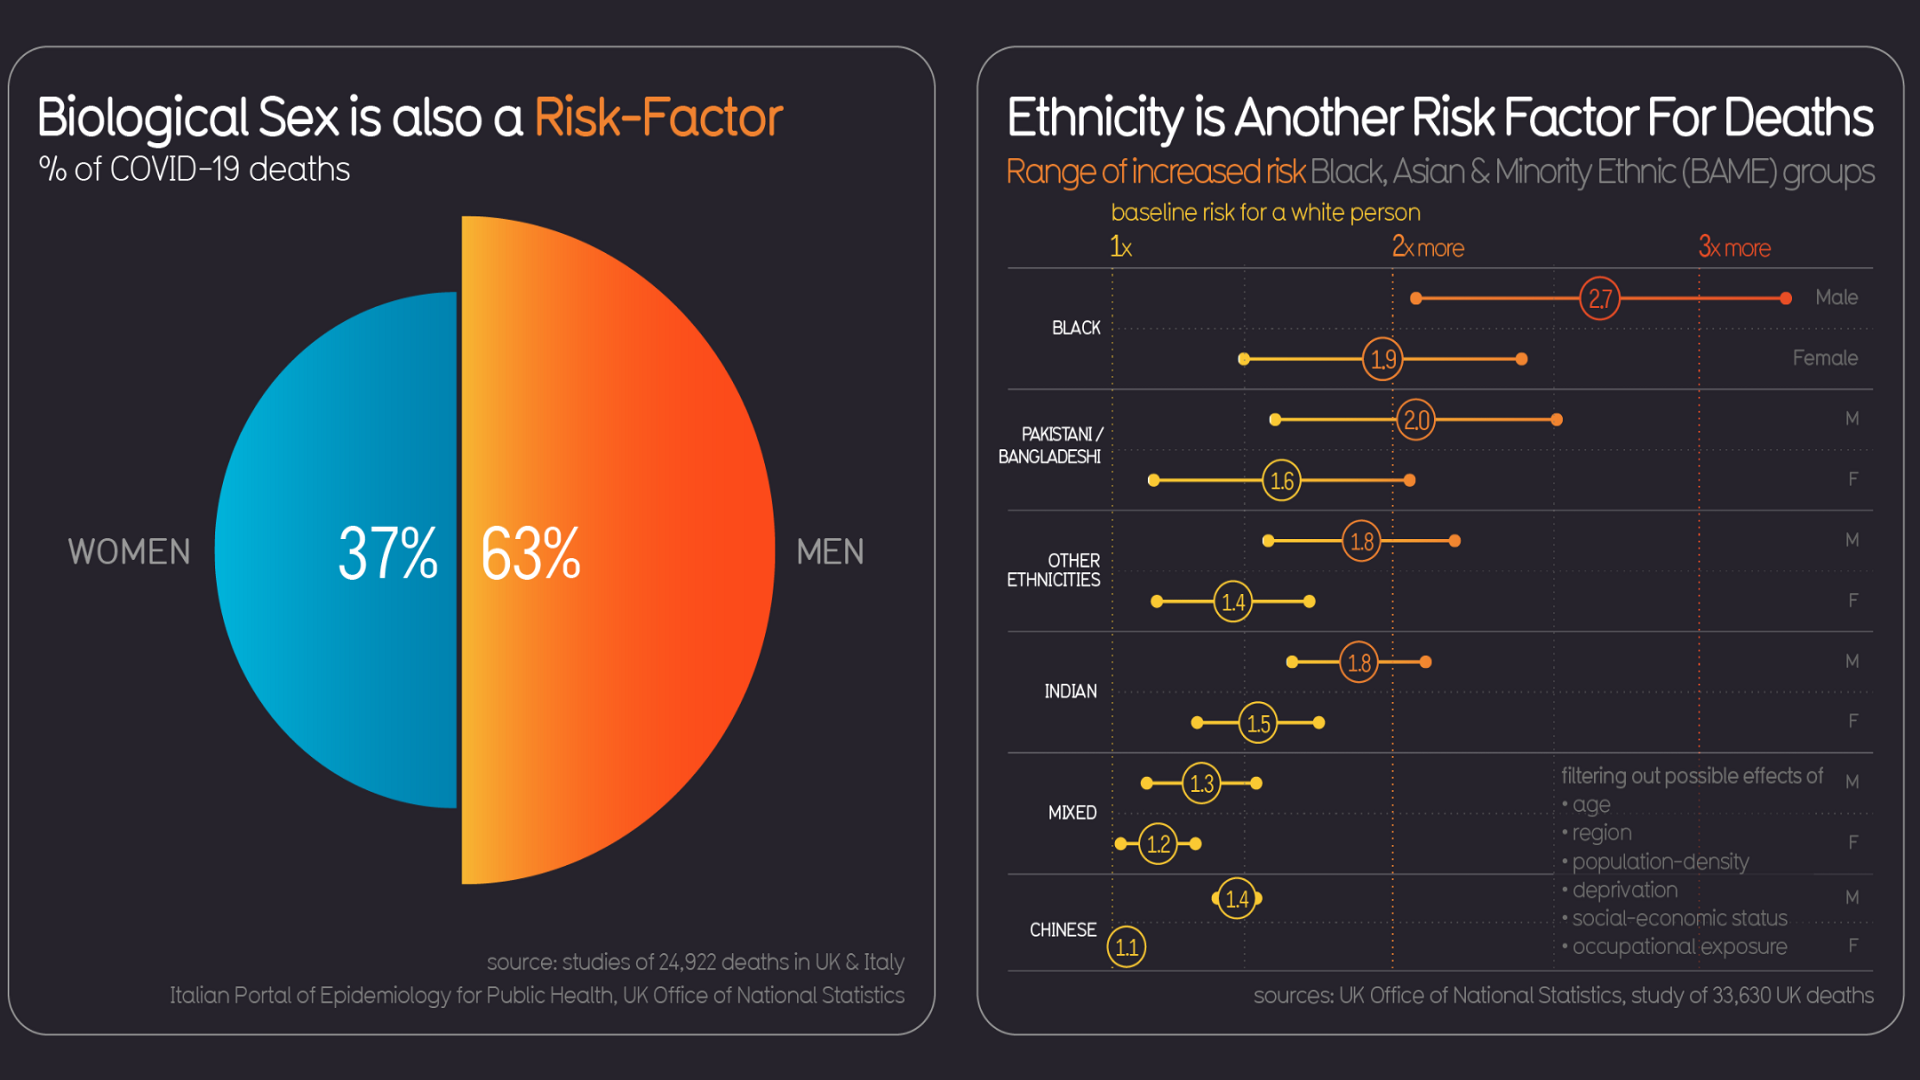 Biological Sex is also a Risk-Factor
% of COVID-19 deaths
WOMEN
37%
63%
MEN
source: studies of 24,922 deaths in UK & Italy
Italian Portal of Epidemiology for Public Health, UK Office of National Statistics
Ethnicity is Another Risk Factor For Deaths
Range of increased risk Black, Asian & Minority Ethnic (BAME) groups
baseline risk for a white person
1x
2x more
3x more
BLACK
2.7
Male
1.9
Female
PAKISTANI /
BANGLADESHI
2.0
M
1.6
F
OTHER
ETHNICITIES
1.8
M
1.4
F
INDIAN
1.8
M
1.5
F
MIXED
1.3
M
1.2
F
CHINESE
1.4
M
1.1
F
filtering out possible effects of
• age
• region
• population-density
• deprivation
• social-economic status
• occupational exposure
sources: UK Office of National Statistics, study of 33,630 UK deaths